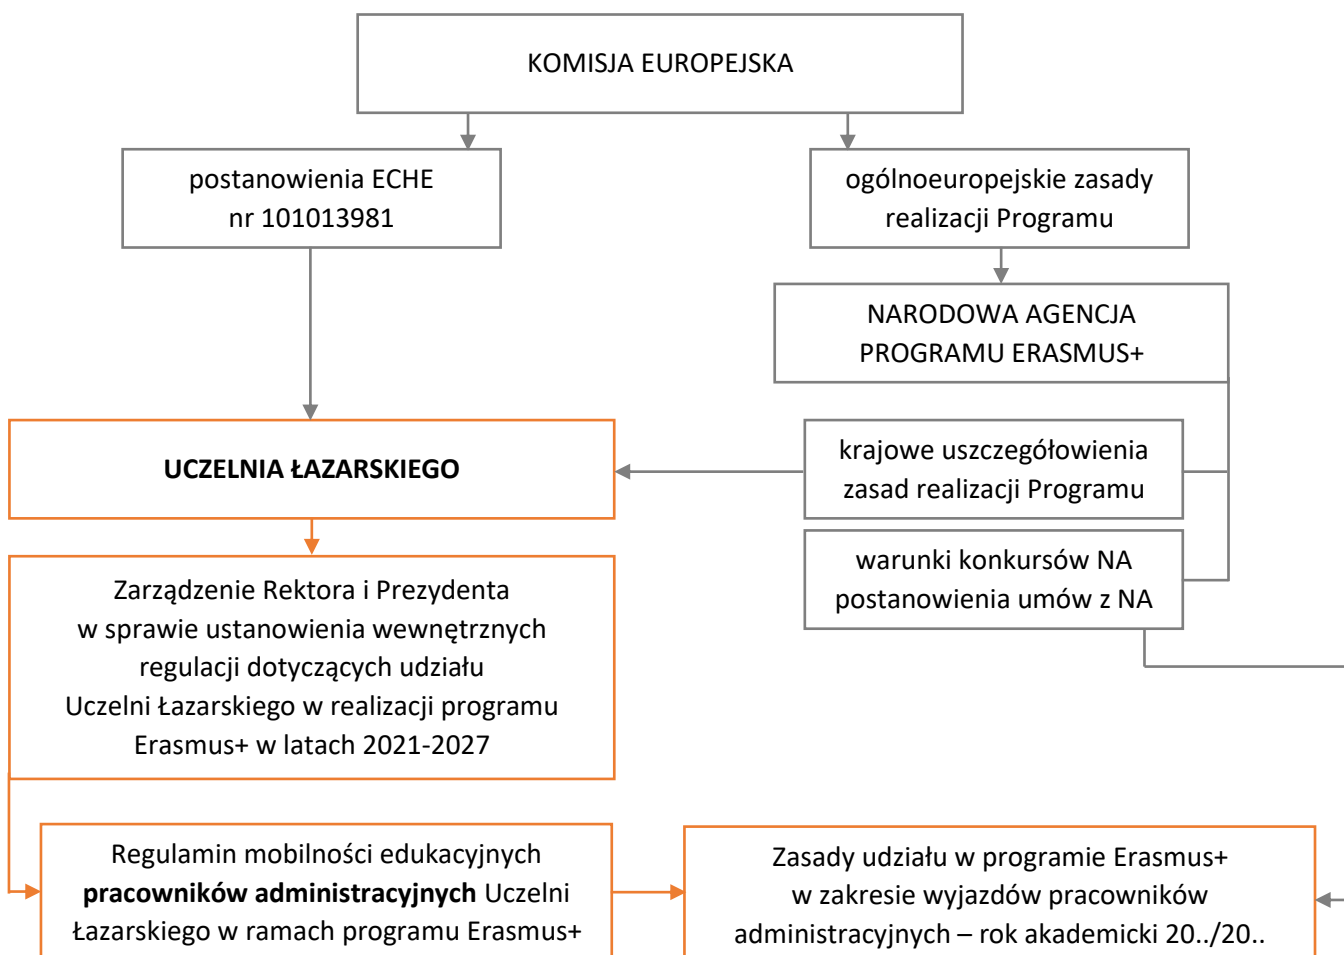 KOMISJA EUROPEJSKA
postanowienia ECHE
nr 101013981
ogólnoeuropejskie zasady
realizacji Programu
NARODOWA AGENCJA
PROGRAMU ERASMUS+
UCZELNIA ŁAZARSKIEGO
krajowe uszczegółowienia
zasad realizacji Programu
warunki konkursów NA
postanowienia umów z NA
Zarządzenie Rektora i Prezydenta
w sprawie ustanowienia wewnętrznych
regulacji dotyczących udziału
Uczelni Łazarskiego w realizacji programu
Erasmus+ w latach 2021-2027
Regulamin mobilności edukacyjnych
pracowników administracyjnych Uczelni
Łazarskiego w ramach programu Erasmus+
Zasady udziału w programie Erasmus+
w zakresie wyjazdów pracowników
administracyjnych – rok akademicki 20../20..